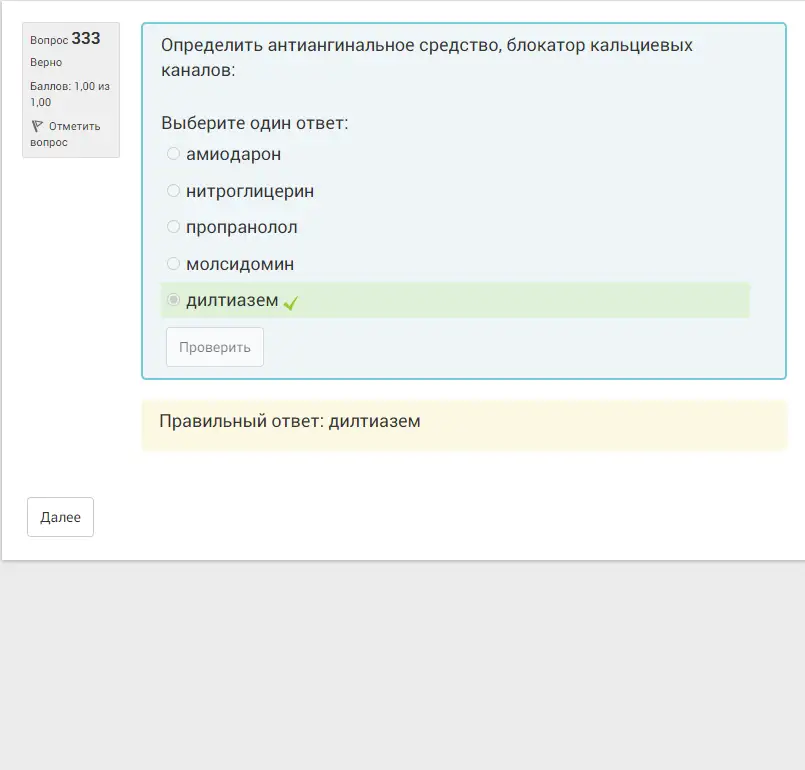 Вопрос 333
Верно
Баллов: 1,00 из
1,00
Отметить
вопрос
Определить антиангинальное средство, блокатор кальциевых
каналов:
Выберите один ответ:
амиодарон
нитроглицерин
пропранолол
молсидомин
дилтиазем
Проверить
Правильный ответ: дилтиазем
Далее